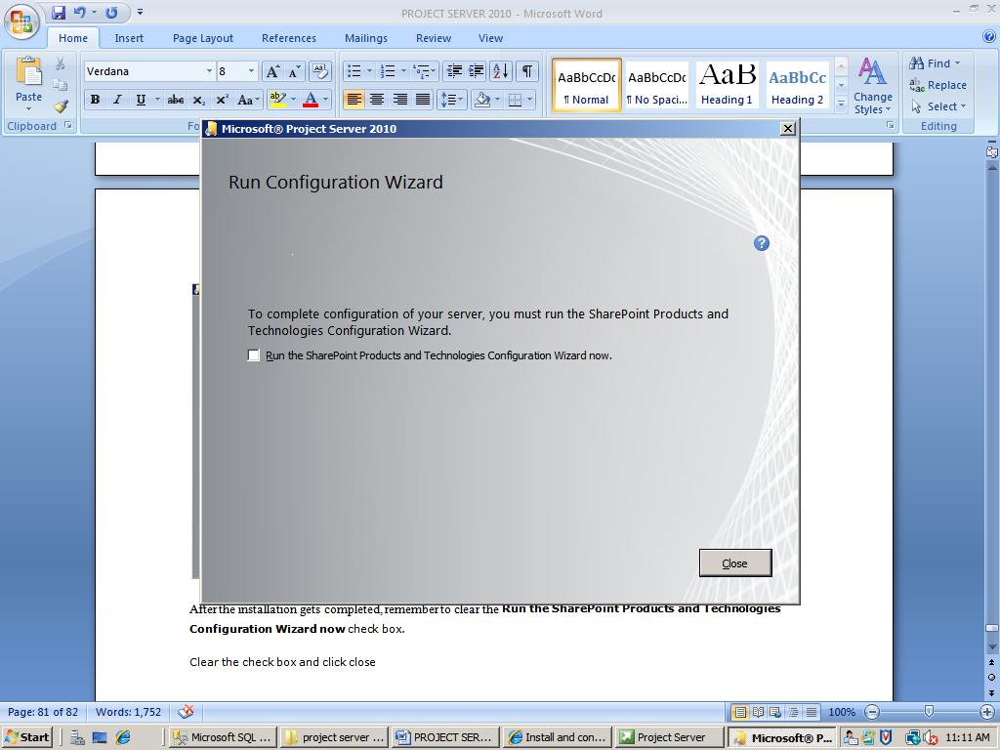 PROJECT SERVER 2010 - Microsoft Word
Home Insert Page Layout References Mailings Review View
Verdana 8
Paste
B I U abc X₂ X² Aa
Clipboard
Fo
AaBbCcDc AaBbCcDc AaB AaBbCc
¶ Normal ¶ No Spaci... Heading 1 Heading 2
Change
Styles
Find
Replace
Select
Editing
Microsoft® Project Server 2010
Run Configuration Wizard
To complete configuration of your server, you must run the SharePoint Products and
Technologies Configuration Wizard.
Run the SharePoint Products and Technologies Configuration Wizard now.
Close
After the installation gets completed, remember to clear the Run the SharePoint Products and Technologies
Configuration Wizard now check box.
Clear the check box and click close
Page: 81 of 82 Words: 1,752 100%
Start Microsoft SQL ... project server ... PROJECT SER... Install and con... Project Server Microsoft® P... 11:11 AM